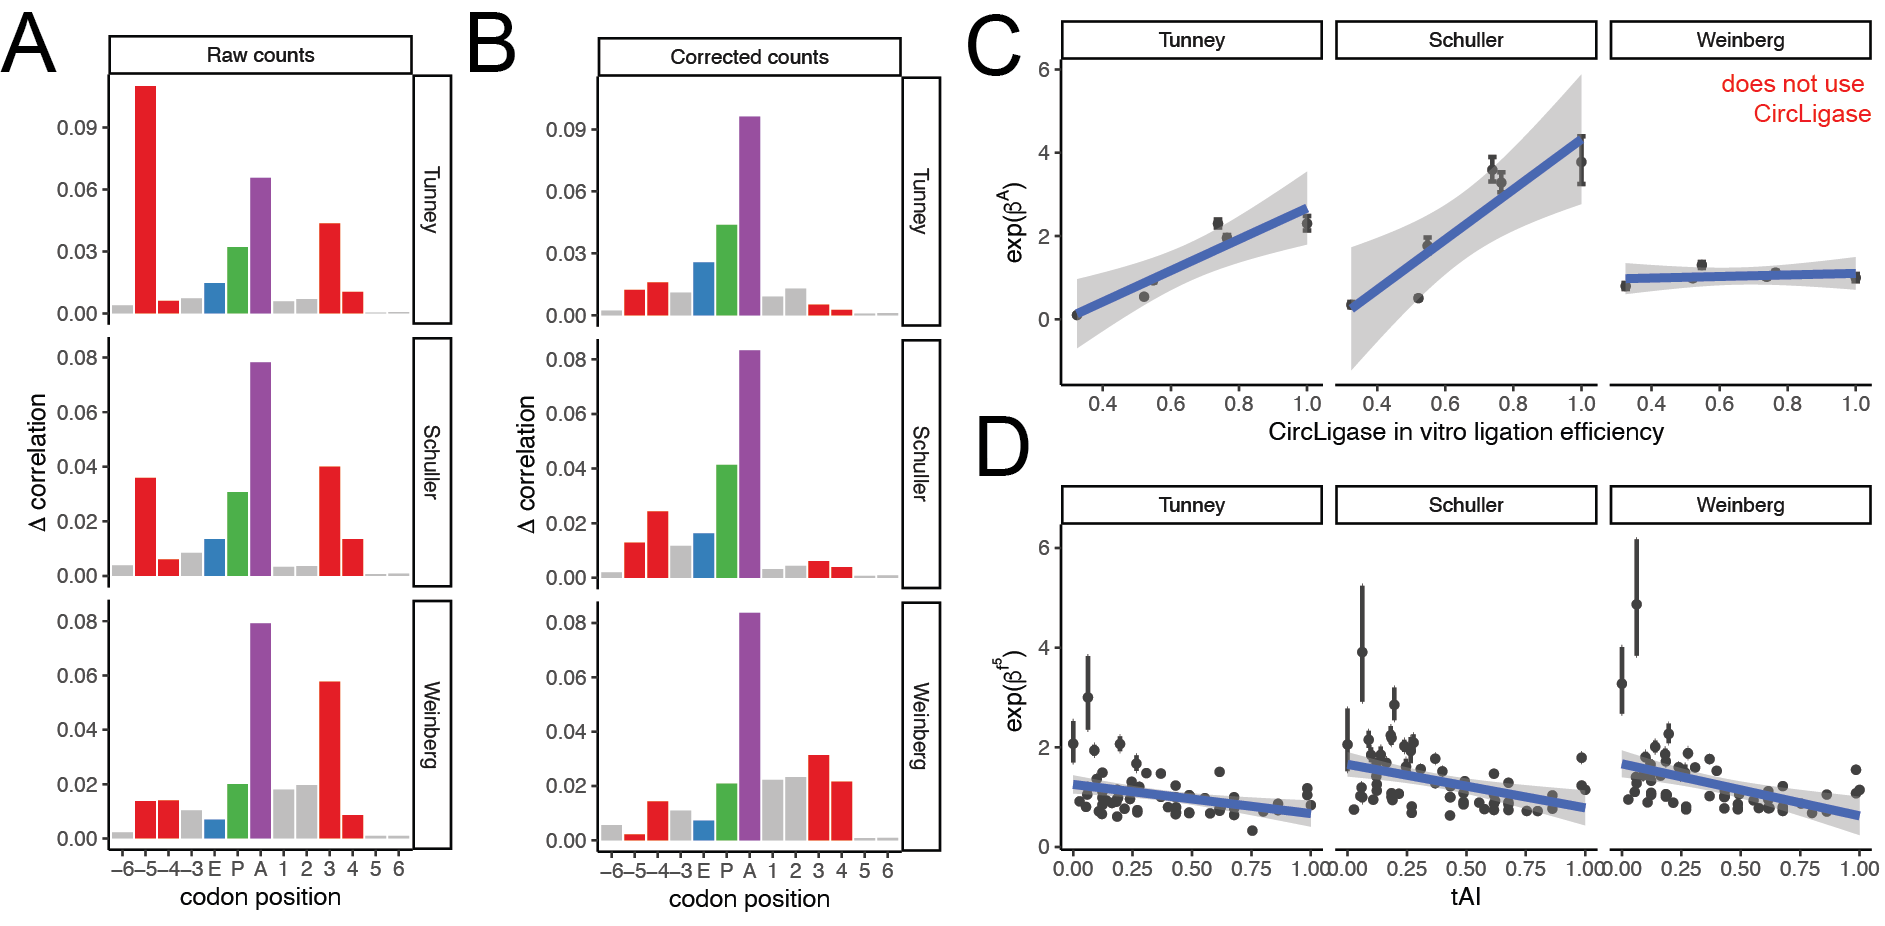 A
Raw counts
0.09
0.06
0.03
0.00
Tunney
0.08
0.06
0.04
0.02
0.00
Schuller
0.08
0.06
0.04
0.02
0.00
Weinberg
Δ correlation
−6 −5 −4 −3 E P A 1 2 3 4 5 6
codon position
B
Corrected counts
0.09
0.06
0.03
0.00
Tunney
0.08
0.06
0.04
0.02
0.00
Schuller
0.08
0.06
0.04
0.02
0.00
Weinberg
Δ correlation
−6 −5 −4 −3 E P A 1 2 3 4 5 6
codon position
C
Tunney Schuller Weinberg
does not use
CircLigase
6
4
2
0
exp(β^A)
0.4 0.6 0.8 1.0 0.4 0.6 0.8 1.0 0.4 0.6 0.8 1.0
CircLigase in vitro ligation efficiency
D
Tunney Schuller Weinberg
6
4
2
0
exp(β^f⁵)
0.00 0.25 0.50 0.75 1.00 0.00 0.25 0.50 0.75 1.00 0.00 0.25 0.50 0.75 1.00
tAI